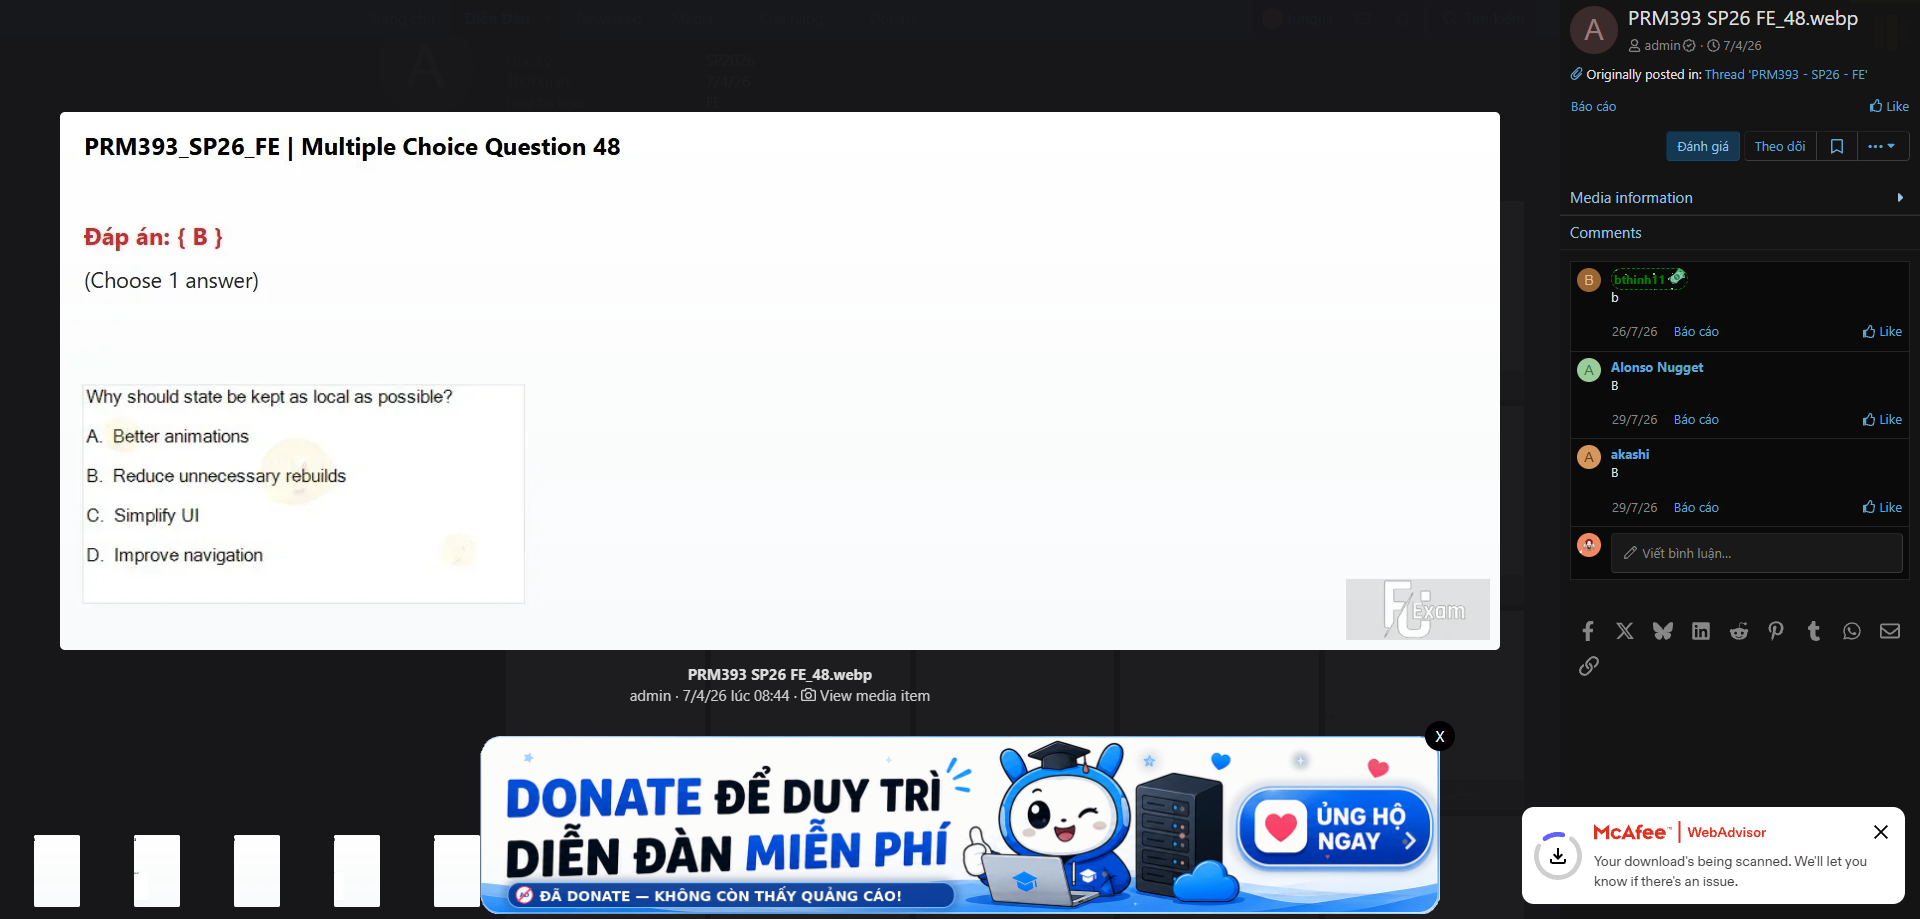 PRM393_SP26_FE | Multiple Choice Question 48
Đáp án: { B }
(Choose 1 answer)
Why should state be kept as local as possible?
A. Better animations
B. Reduce unnecessary rebuilds
C. Simplify UI
D. Improve navigation
FU Exam
PRM393 SP26 FE_48.webp
admin · 7/4/26 lúc 08:44 · View media item
X
DONATE ĐỂ DUY TRÌ
DIỄN ĐÀN MIỄN PHÍ
ĐÃ DONATE — KHÔNG CÒN THẤY QUẢNG CÁO!
ỦNG HỘ
NGAY
A
PRM393 SP26 FE_48.webp
admin · 7/4/26
Originally posted in: Thread 'PRM393 - SP26 - FE'
Báo cáo
Like
Đánh giá
Theo dõi
Media information
Comments
B
bthinh11
b
26/7/26 Báo cáo
Like
A
Alonso Nugget
B
29/7/26 Báo cáo
Like
A
akashi
B
29/7/26 Báo cáo
Like
Viết bình luận...
McAfee | WebAdvisor
Your download's being scanned. We'll let you
know if there's an issue.